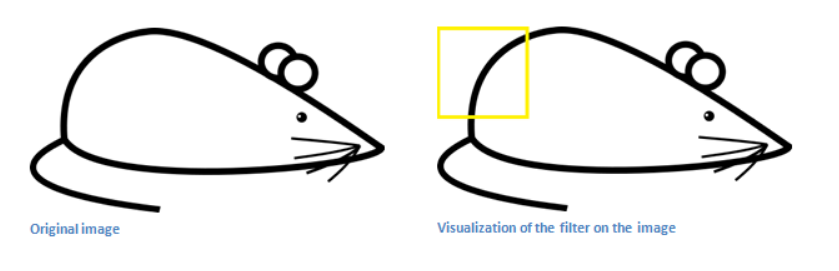 Original image
Visualization of the filter on the image